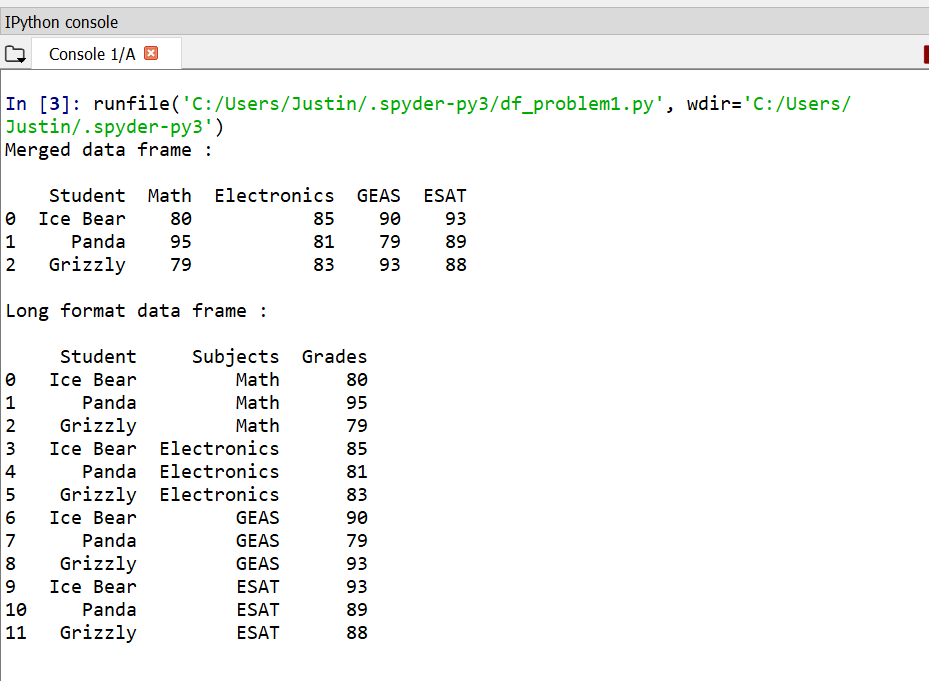 IPython console
Console 1/A
In [3]: runfile('C:/Users/Justin/.spyder-py3/df_problem1.py', wdir='C:/Users/
Justin/.spyder-py3')
Merged data frame :
    Student  Math  Electronics  GEAS  ESAT
0  Ice Bear    80           85    90    93
1     Panda    95           81    79    89
2   Grizzly    79           83    93    88
Long format data frame :
     Student     Subjects  Grades
0   Ice Bear         Math      80
1      Panda         Math      95
2    Grizzly         Math      79
3   Ice Bear  Electronics      85
4      Panda  Electronics      81
5    Grizzly  Electronics      83
6   Ice Bear         GEAS      90
7      Panda         GEAS      79
8    Grizzly         GEAS      93
9   Ice Bear         ESAT      93
10     Panda         ESAT      89
11   Grizzly         ESAT      88